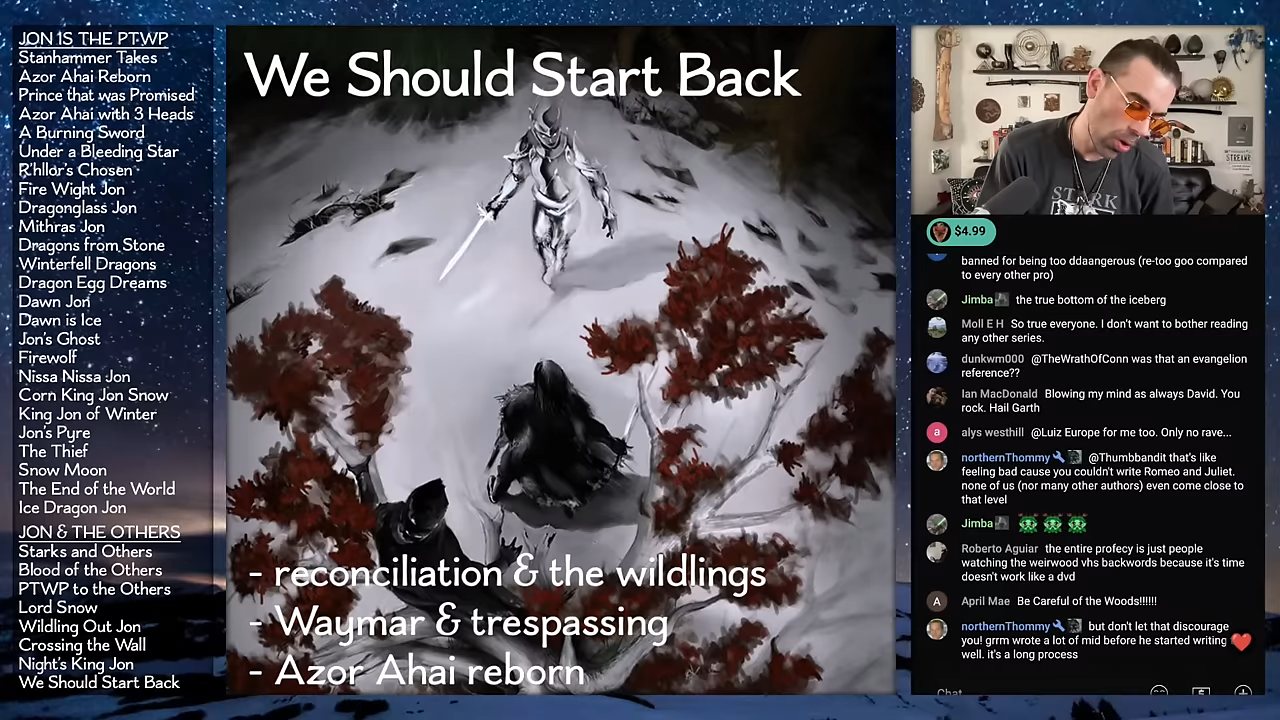 JON IS THE PTWP
Stanhammer Takes
Azor Ahai Reborn
Prince that was Promised
Azor Ahai with 3 Heads
A Burning Sword
Under a Bleeding Star
R'hllor's Chosen
Fire Wight Jon
Dragonglass Jon
Mithras Jon
Dragons from Stone
Winterfell Dragons
Dragon Egg Dreams
Dawn Jon
Dawn is Ice
Jon's Ghost
Firewolf
Nissa Nissa Jon
Corn King Jon Snow
King Jon of Winter
Jon's Pyre
The Thief
Snow Moon
The End of the World
Ice Dragon Jon
JON & THE OTHERS
Starks and Others
Blood of the Others
PTWP to the Others
Lord Snow
Wildling Out Jon
Crossing the Wall
Night's King Jon
We Should Start Back
We Should Start Back
- reconciliation & the wildlings
- Waymar & trespassing
- Azor Ahai reborn
STARK
$4.99
banned for being too ddaangerous (re-too goo compared
to every other pro)
Jimba the true bottom of the iceberg
Moll E H So true everyone. I don't want to bother reading
any other series.
dunkwm000 @TheWrathOfConn was that an evangelion
reference??
Ian MacDonald Blowing my mind as always David. You
rock. Hail Garth
a alys westhill @Luiz Europe for me too. Only no rave...
northernThommy @Thumbbandit that's like
feeling bad cause you couldn't write Romeo and Juliet.
none of us (nor many other authors) even come close to
that level
Jimba
Roberto Aguiar the entire profecy is just people
watching the weirwood vhs backwords because it's time
doesn't work like a dvd
A April Mae Be Careful of the Woods!!!!!!
northernThommy but don't let that discourage
you! grrm wrote a lot of mid before he started writing
well. it's a long process
Chat